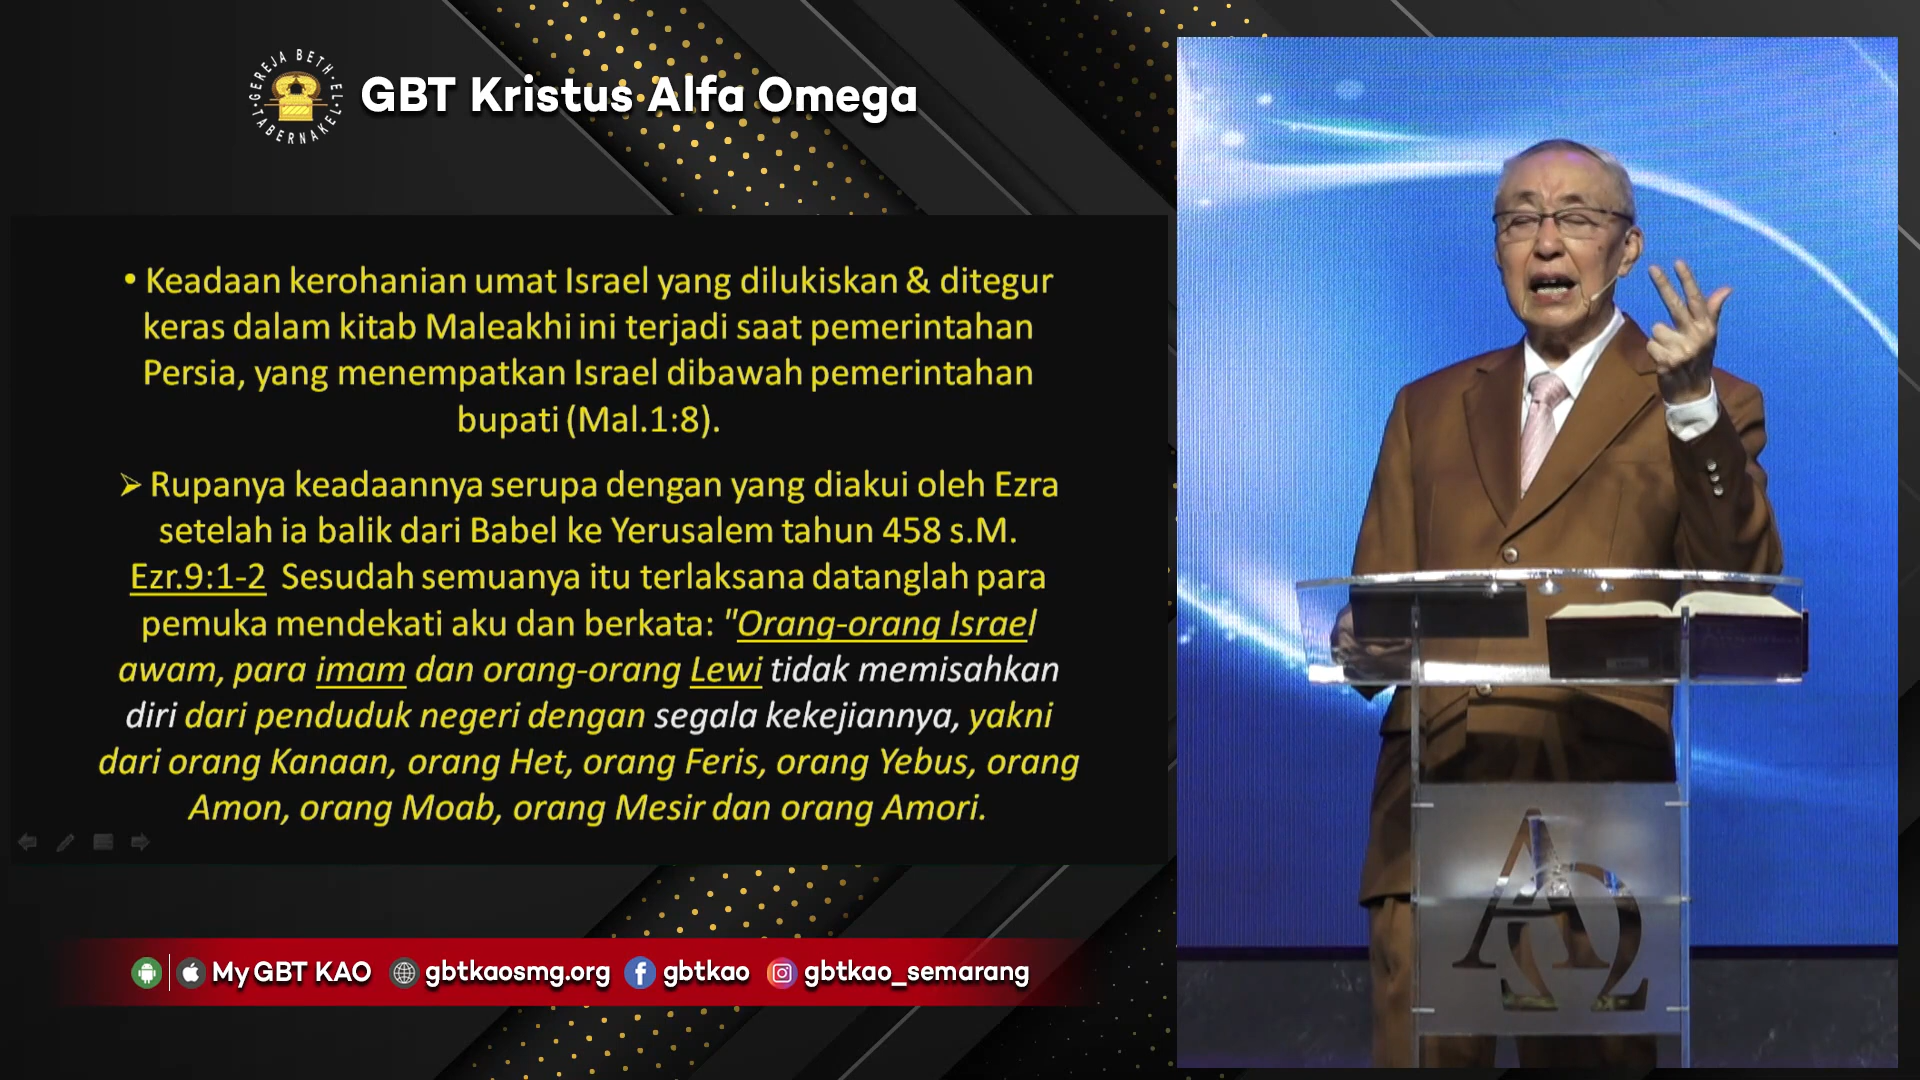 GEREJA BETH-EL
TABERNAKEL
GBT Kristus Alfa Omega
• Keadaan kerohanian umat Israel yang dilukiskan & ditegur
keras dalam kitab Maleakhi ini terjadi saat pemerintahan
Persia, yang menempatkan Israel dibawah pemerintahan
bupati (Mal.1:8).
➢ Rupanya keadaannya serupa dengan yang diakui oleh Ezra
setelah ia balik dari Babel ke Yerusalem tahun 458 s.M.
Ezr.9:1-2 Sesudah semuanya itu terlaksana datanglah para
pemuka mendekati aku dan berkata: "Orang-orang Israel
awam, para imam dan orang-orang Lewi tidak memisahkan
diri dari penduduk negeri dengan segala kekejiannya, yakni
dari orang Kanaan, orang Het, orang Feris, orang Yebus, orang
Amon, orang Moab, orang Mesir dan orang Amori.
My GBT KAO gbtkaosmg.org gbtkao gbtkao_semarang
ΑΩ